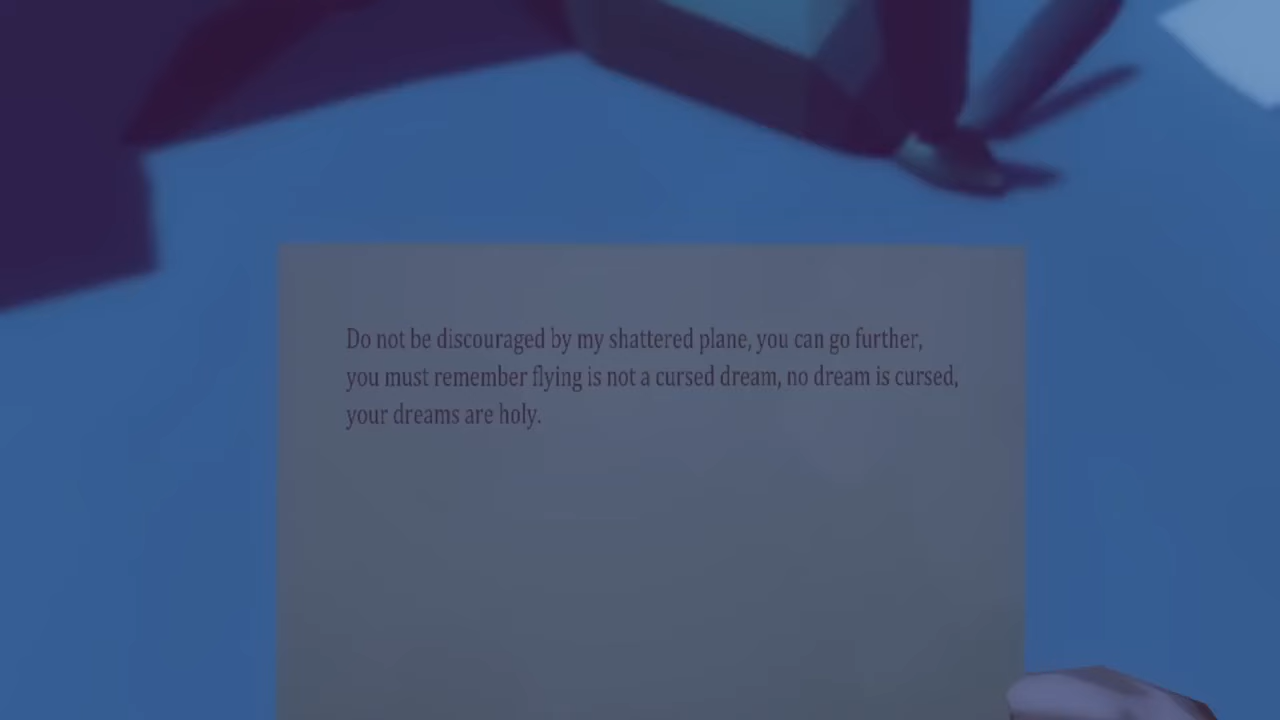 Do not be discouraged by my shattered plane, you can go further,
you must remember flying is not a cursed dream, no dream is cursed,
your dreams are holy.